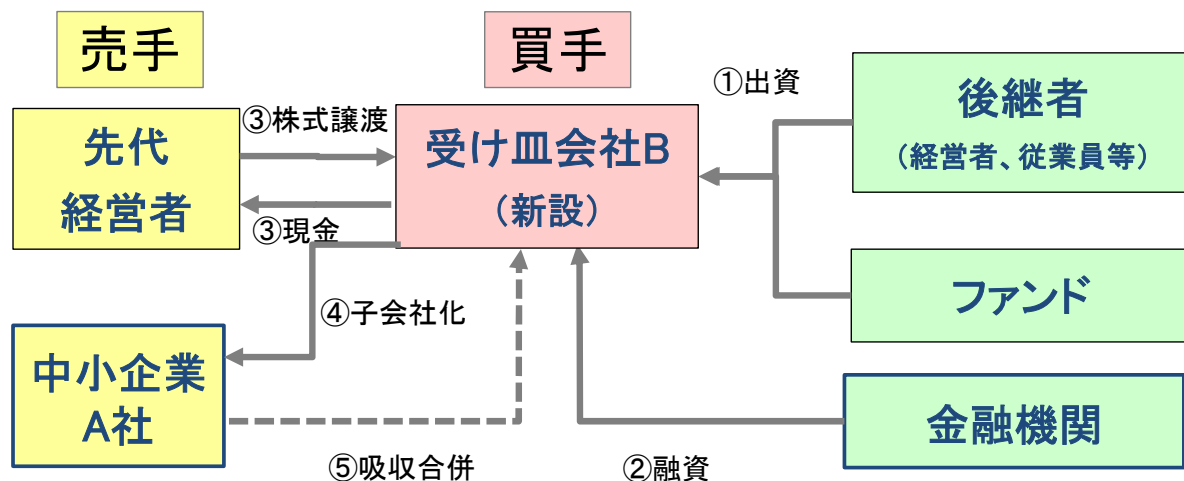 売手
買手
①出資
先代
経営者
③株式譲渡
③現金
受け皿会社B
（新設）
後継者
（経営者、従業員等）
ファンド
④子会社化
中小企業
A社
金融機関
⑤吸収合併
②融資